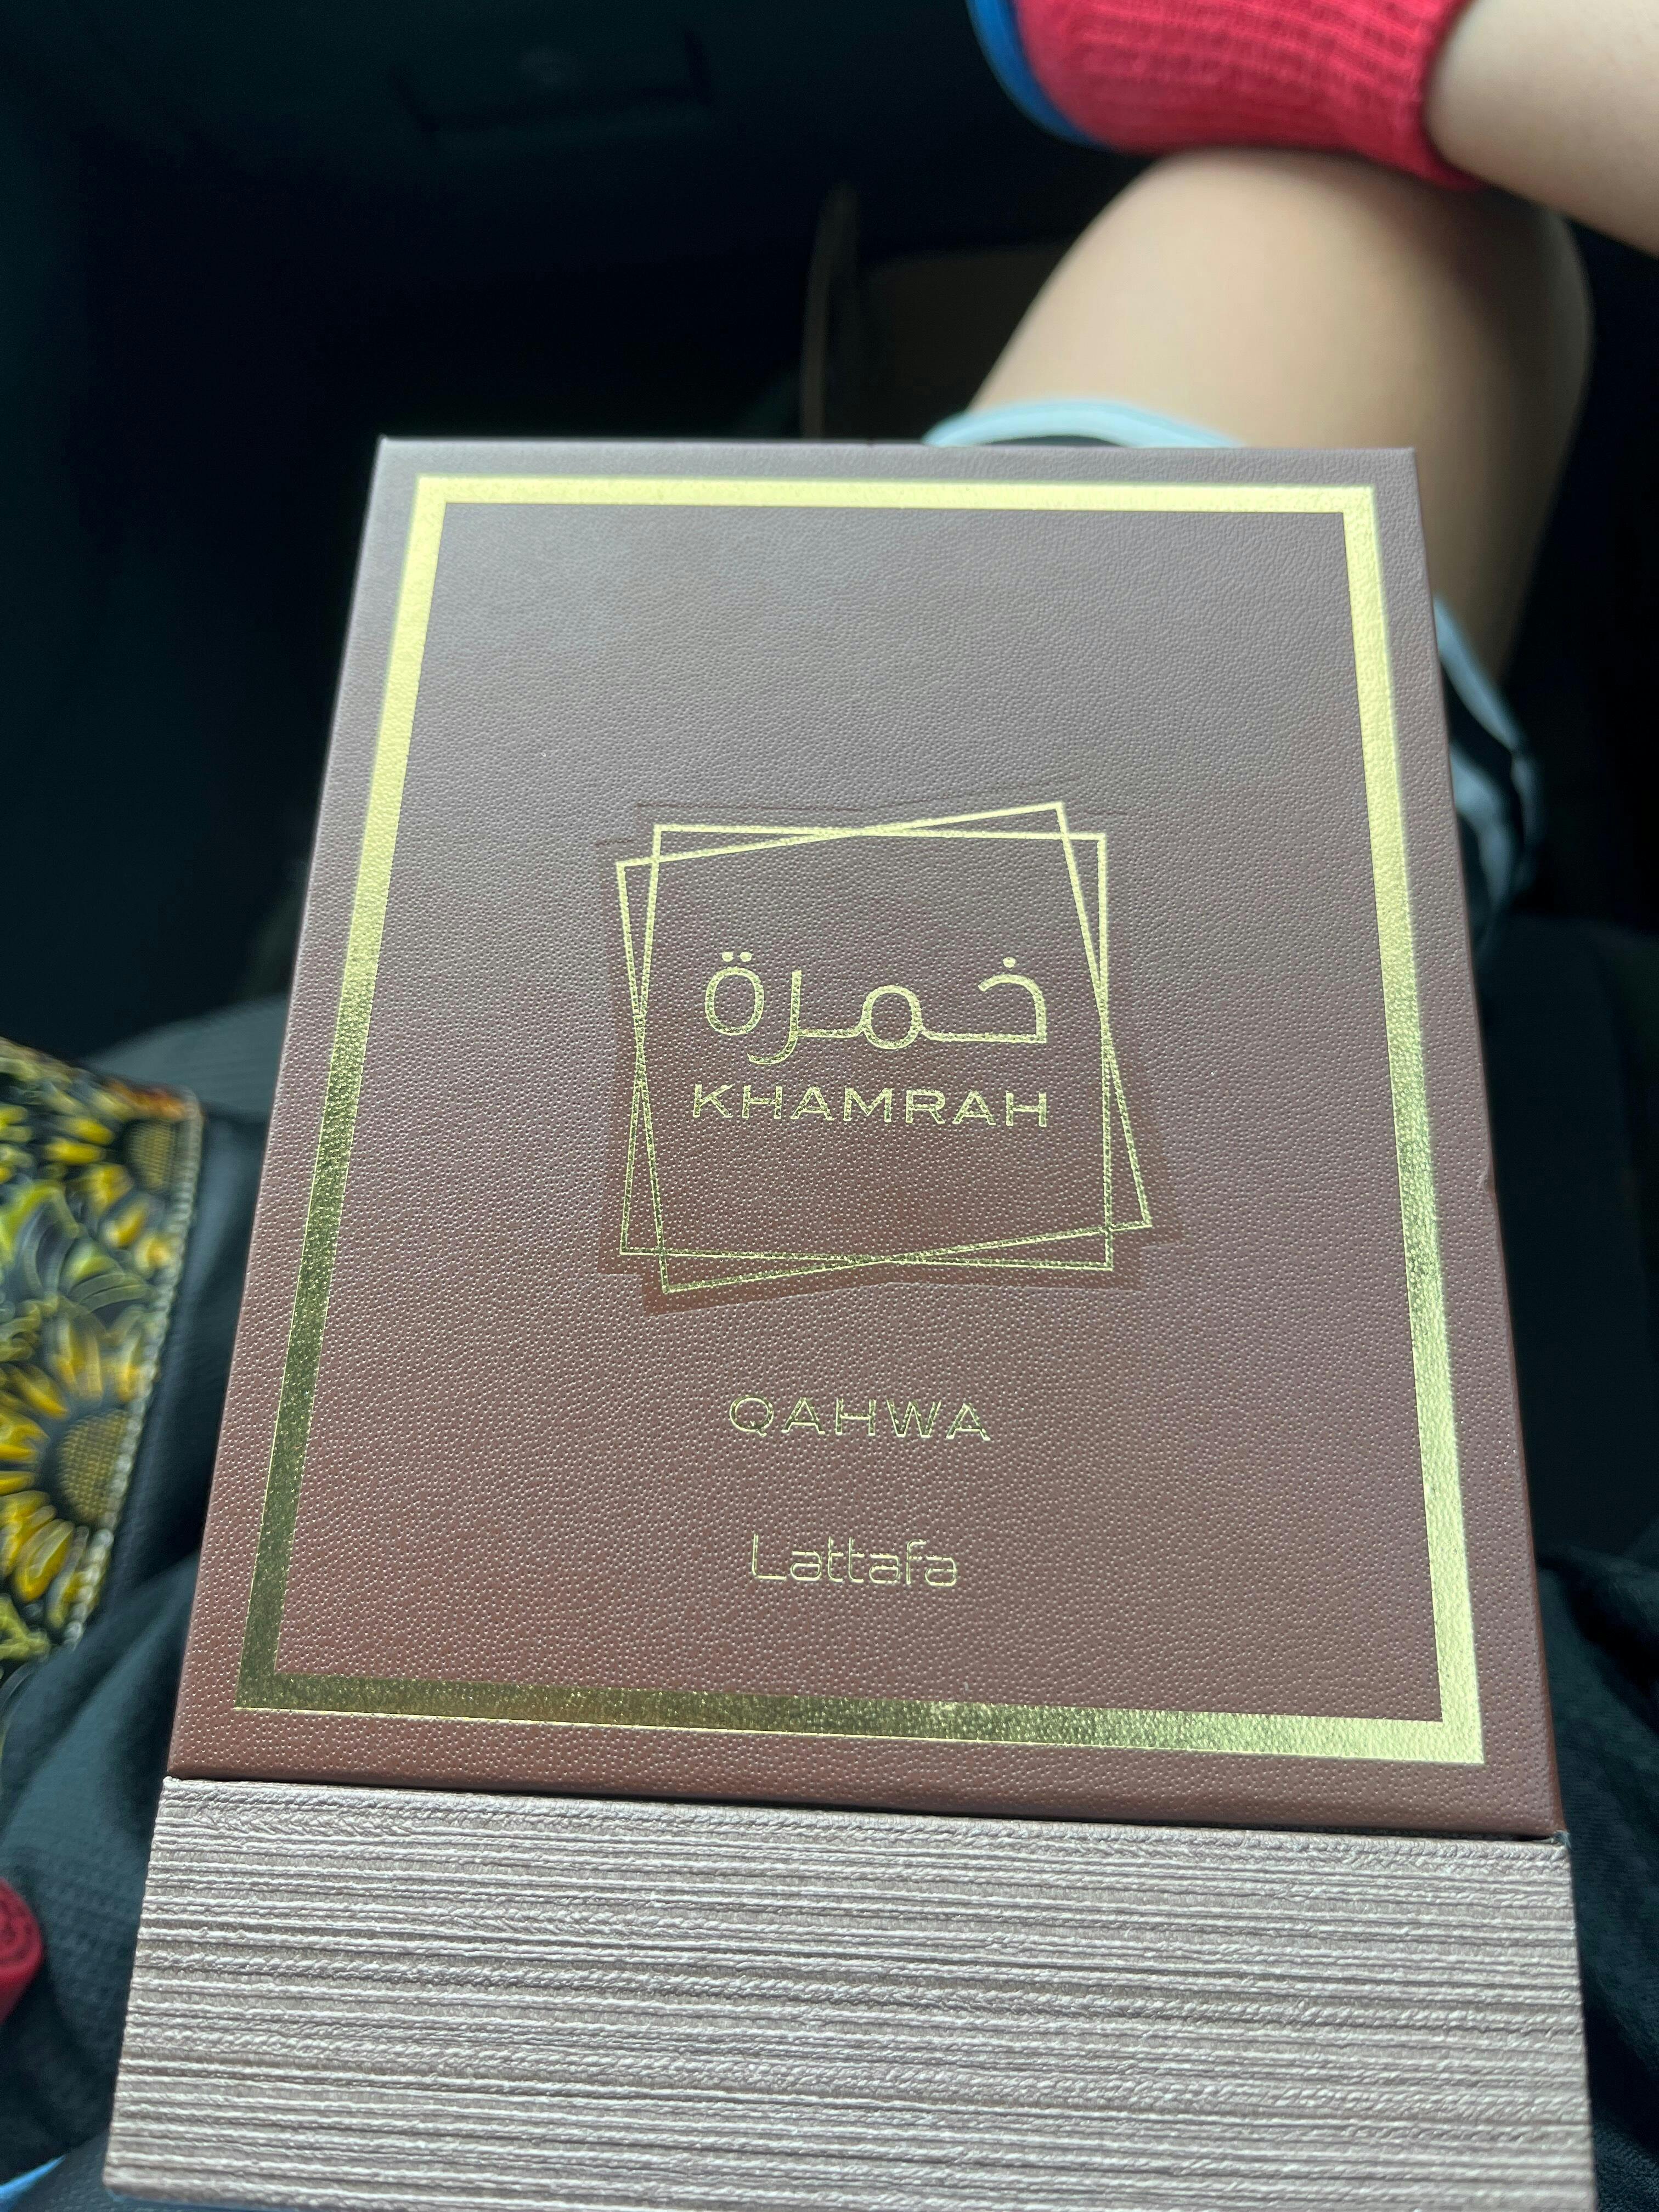 خمرة
KHAMRAH
QAHWA
Lattafa